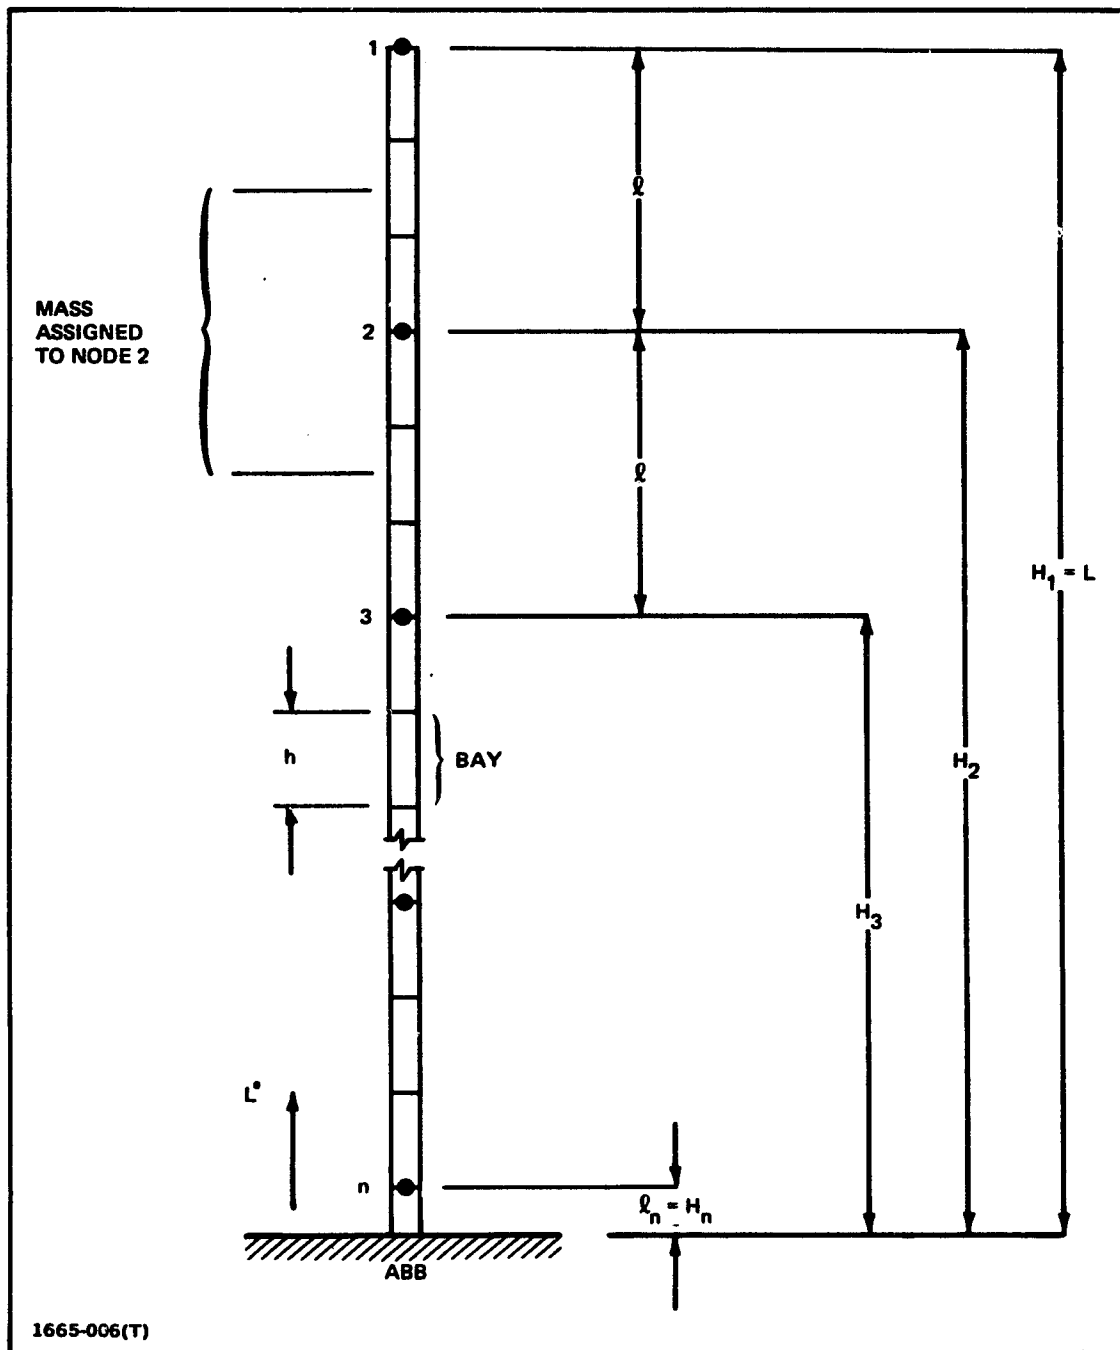 1
ℓ
MASS
ASSIGNED
TO NODE 2
2
ℓ
H₁ = L
3
h
BAY
H₂
H₃
L°
n
ℓₙ = Hₙ
ABB
1665-006(T)